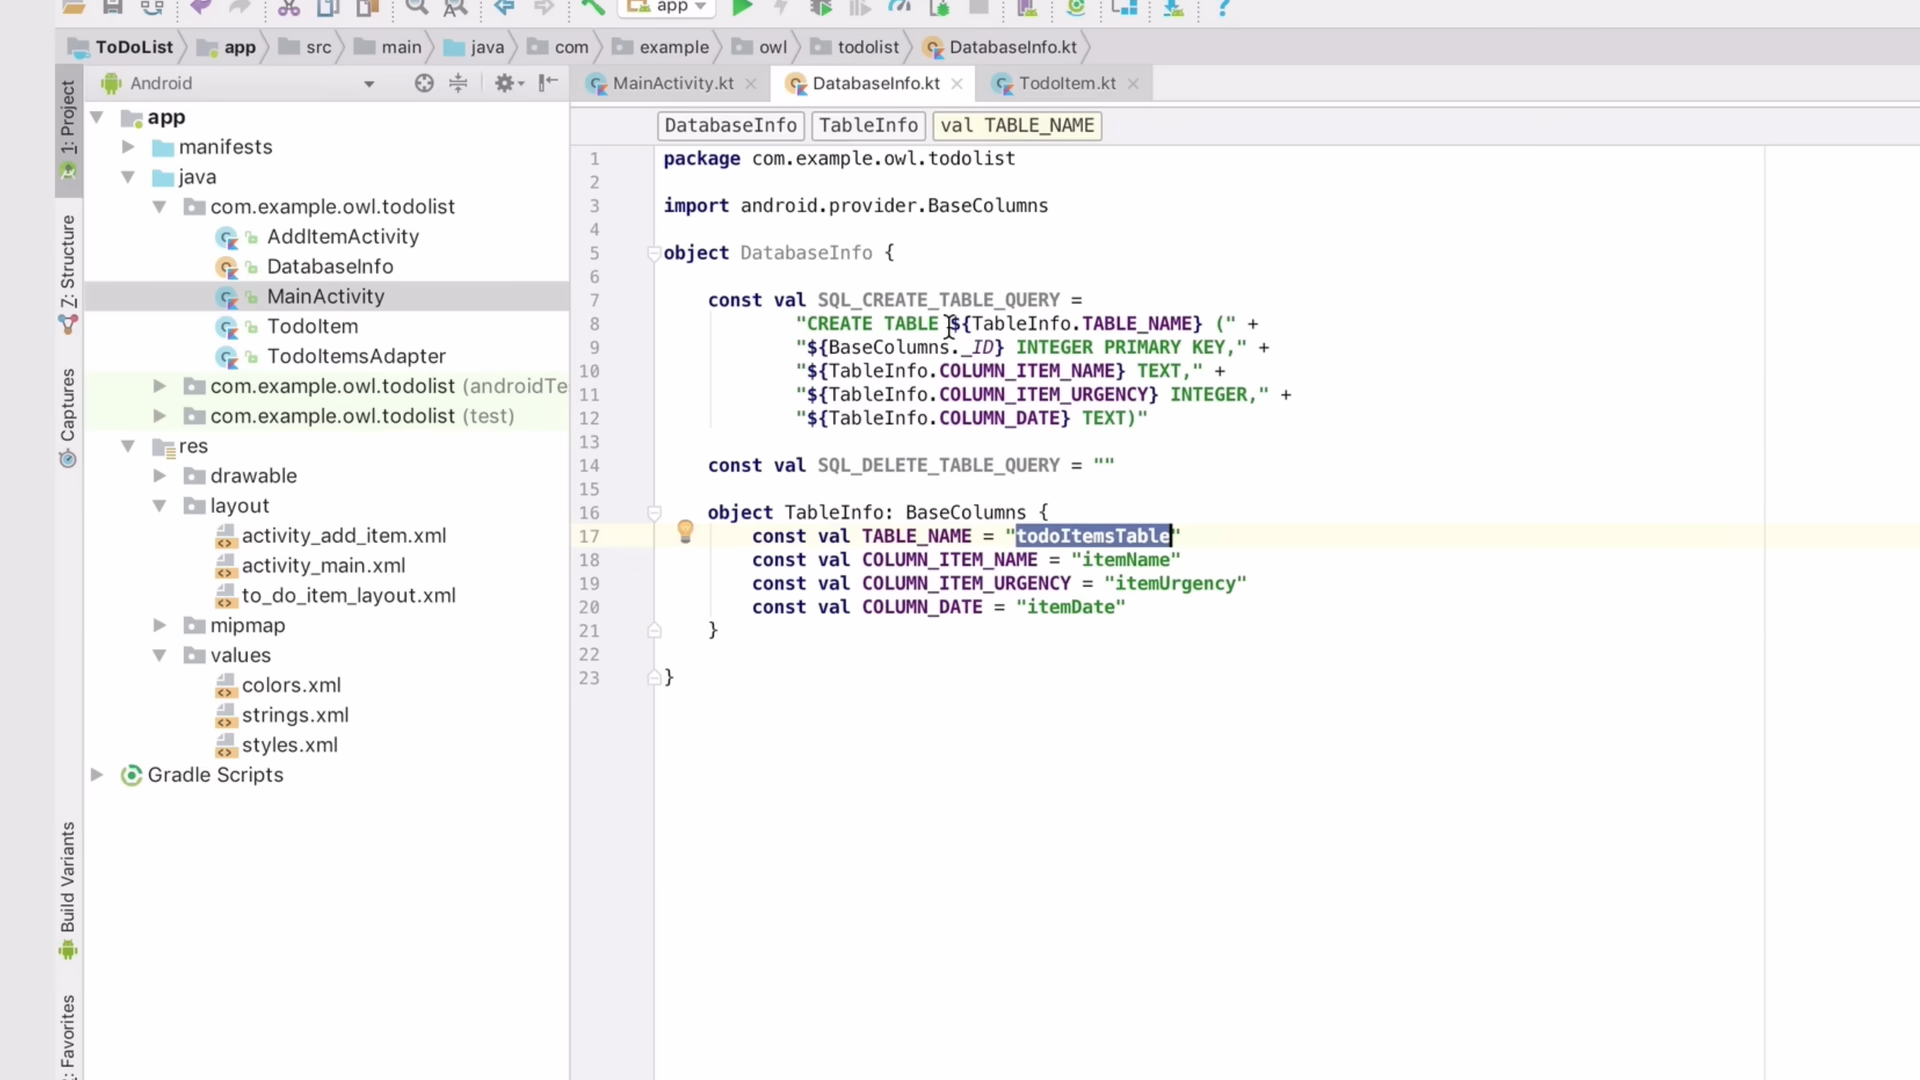 app
ToDoList app src main java com example owl todolist DatabaseInfo.kt
Android
MainActivity.kt DatabaseInfo.kt TodoItem.kt
DatabaseInfo TableInfo val TABLE_NAME
1: Project
Z: Structure
Captures
Build Variants
Favorites
app
manifests
java
com.example.owl.todolist
AddItemActivity
DatabaseInfo
MainActivity
TodoItem
TodoItemsAdapter
com.example.owl.todolist (androidTe
com.example.owl.todolist (test)
res
drawable
layout
activity_add_item.xml
activity_main.xml
to_do_item_layout.xml
mipmap
values
colors.xml
strings.xml
styles.xml
Gradle Scripts
1 package com.example.owl.todolist
2
3 import android.provider.BaseColumns
4
5 object DatabaseInfo {
6
7 const val SQL_CREATE_TABLE_QUERY =
8 "CREATE TABLE ${TableInfo.TABLE_NAME} (" +
9 "${BaseColumns._ID} INTEGER PRIMARY KEY," +
10 "${TableInfo.COLUMN_ITEM_NAME} TEXT," +
11 "${TableInfo.COLUMN_ITEM_URGENCY} INTEGER," +
12 "${TableInfo.COLUMN_DATE} TEXT)"
13
14 const val SQL_DELETE_TABLE_QUERY = ""
15
16 object TableInfo: BaseColumns {
17 const val TABLE_NAME = "todoItemsTable"
18 const val COLUMN_ITEM_NAME = "itemName"
19 const val COLUMN_ITEM_URGENCY = "itemUrgency"
20 const val COLUMN_DATE = "itemDate"
21 }
22
23 }